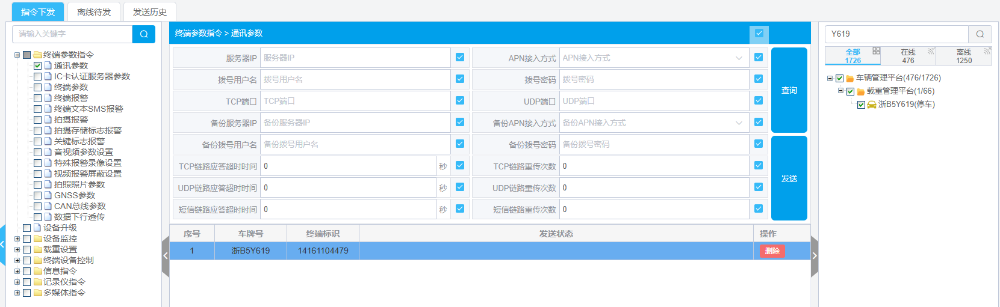 指令下发 离线待发 发送历史
请输入关键字
终端参数指令
通讯参数
IC卡认证服务器参数
终端参数
终端报警
终端文本SMS报警
拍摄报警
拍摄存储标志报警
关键标志报警
音视频参数设置
特殊报警录像设置
视频报警屏蔽设置
拍照照片参数
GNSS参数
CAN总线参数
数据下行透传
设备升级
设备监控
载重设置
终端设备控制
信息指令
记录仪指令
多媒体指令
终端参数指令 > 通讯参数
服务器IP 服务器IP APN接入方式 APN接入方式
拨号用户名 拨号用户名 拨号密码 拨号密码
TCP端口 TCP端口 UDP端口 UDP端口
备份服务器IP 备份服务器IP 备份APN接入方式 备份APN接入方式
备份拨号用户名 备份拨号用户名 备份拨号密码 备份拨号密码
TCP链路应答超时时间 0 秒 TCP链路重传次数 0
UDP链路应答超时时间 0 秒 UDP链路重传次数 0
短信链路应答超时时间 0 秒 短信链路重传次数 0
查询
发送
序号 车牌号 终端标识 发送状态 操作
1 浙B5Y619 14161104479 删除
Y619
全部 在线 离线
1726 476 1250
车辆管理平台(476/1726)
载重管理平台(1/66)
浙B5Y619(停车)